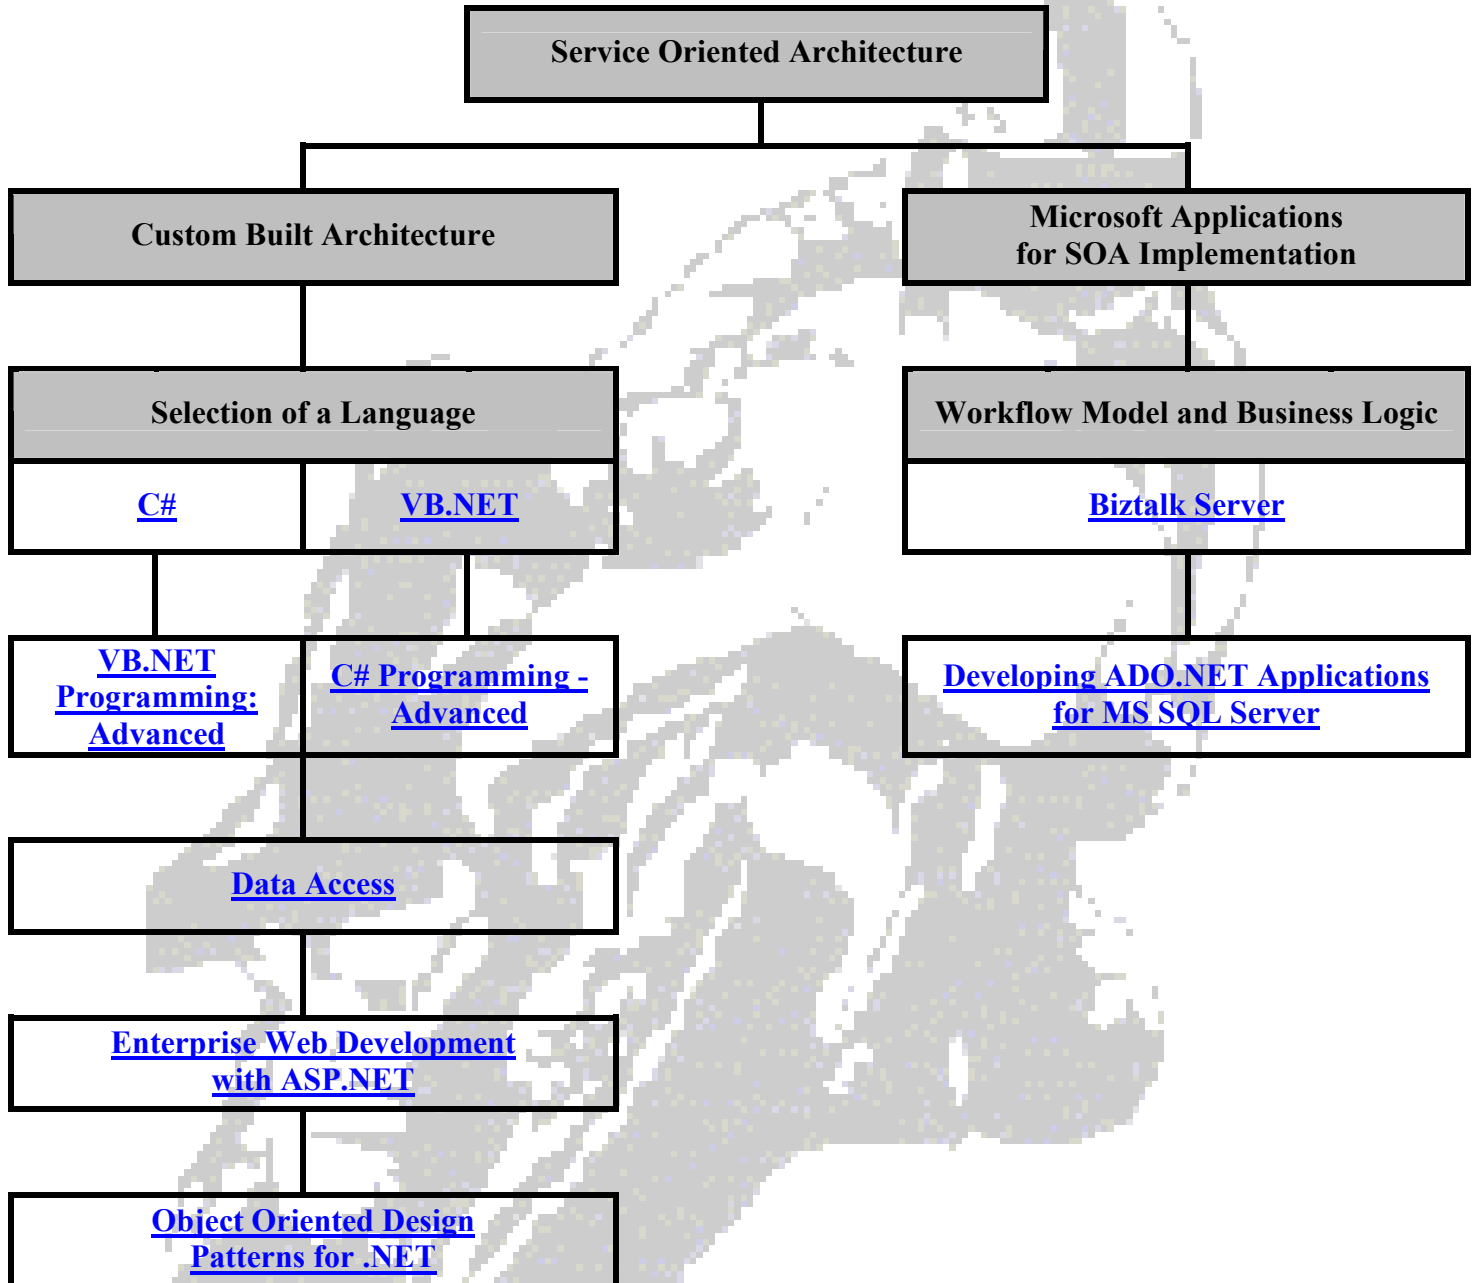 Service Oriented Architecture
Custom Built Architecture
Microsoft Applications
for SOA Implementation
Selection of a Language
Workflow Model and Business Logic
C#
VB.NET
Biztalk Server
VB.NET
Programming:
Advanced
C# Programming -
Advanced
Developing ADO.NET Applications
for MS SQL Server
Data Access
Enterprise Web Development
with ASP.NET
Object Oriented Design
Patterns for .NET